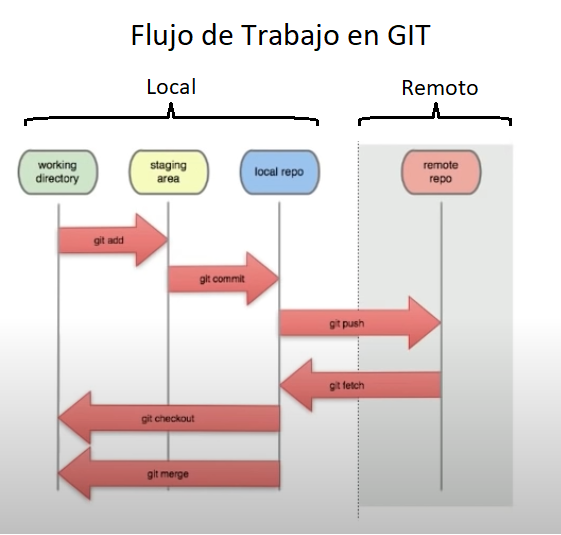 Flujo de Trabajo en GIT
Local
Remoto
working
directory
staging
area
local repo
remote
repo
git add
git commit
git push
git fetch
git checkout
git merge